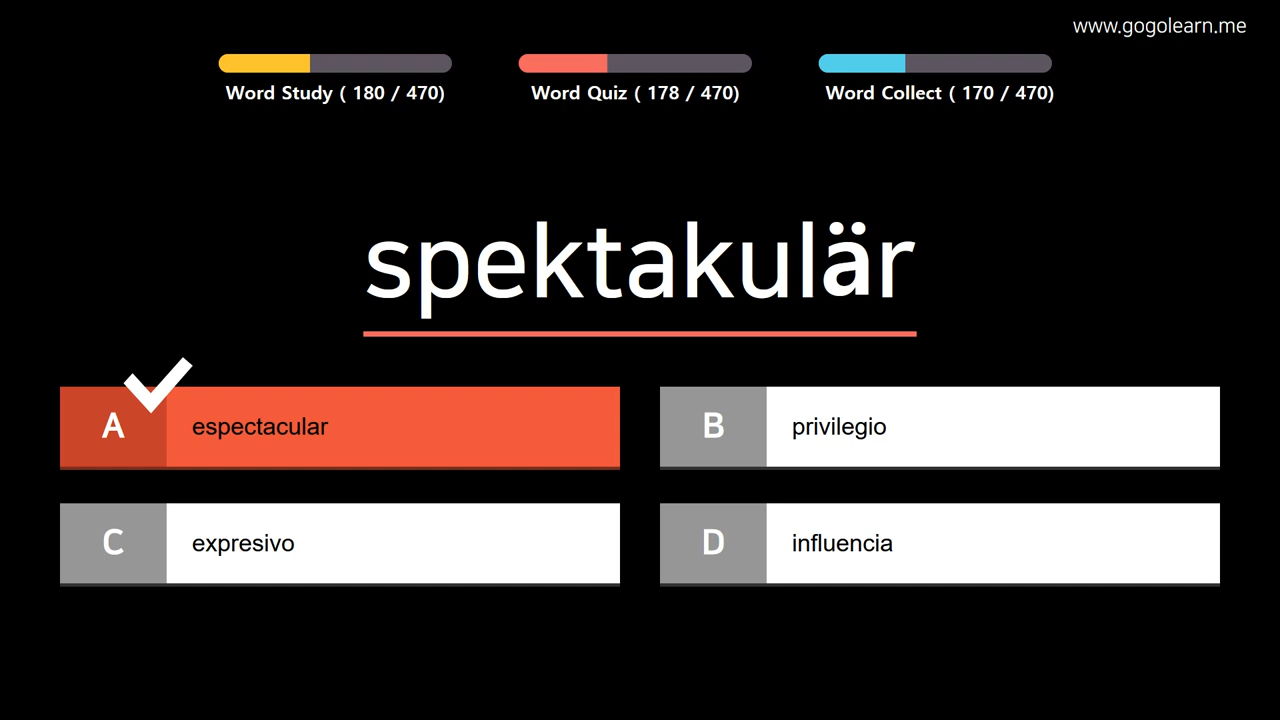 www.gogolearn.me
Word Study ( 180 / 470)
Word Quiz ( 178 / 470)
Word Collect ( 170 / 470)
spektakulär
A espectacular
B privilegio
C expresivo
D influencia